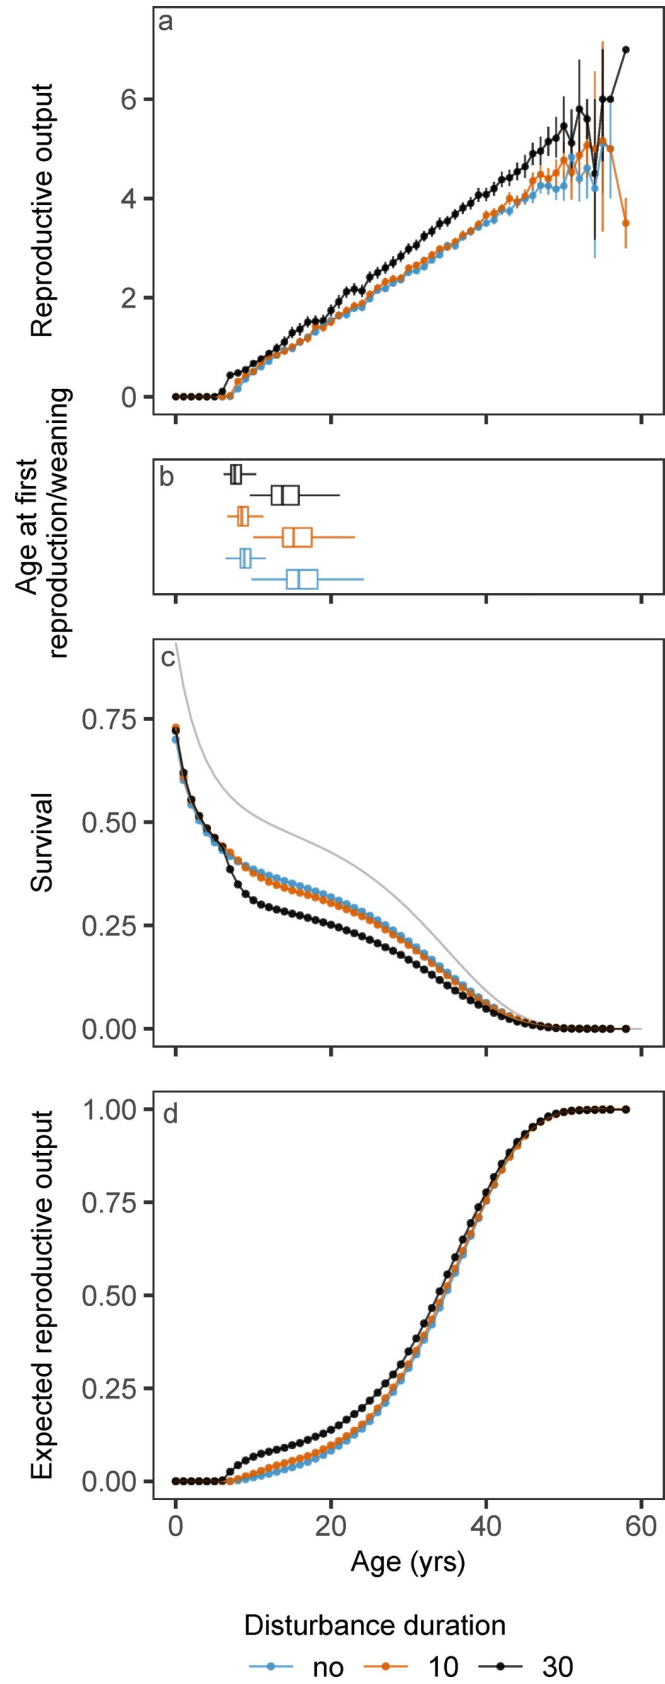 a
Reproductive output
6
4
2
0
b
Age at first
reproduction/weaning
c
Survival
0.75
0.50
0.25
0.00
d
Expected reproductive output
1.00
0.75
0.50
0.25
0.00
0 20 40 60
Age (yrs)
Disturbance duration
no 10 30